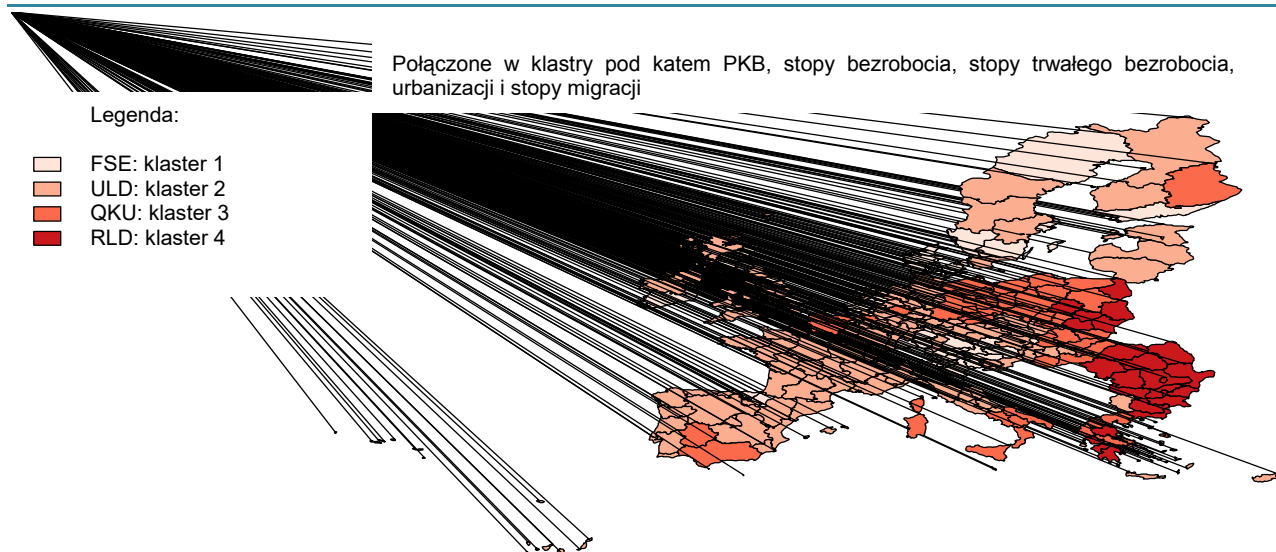 Połączone w klastry pod katem PKB, stopy bezrobocia, stopy trwałego bezrobocia,
urbanizacji i stopy migracji
Legenda:
FSE: klaster 1
ULD: klaster 2
QKU: klaster 3
RLD: klaster 4